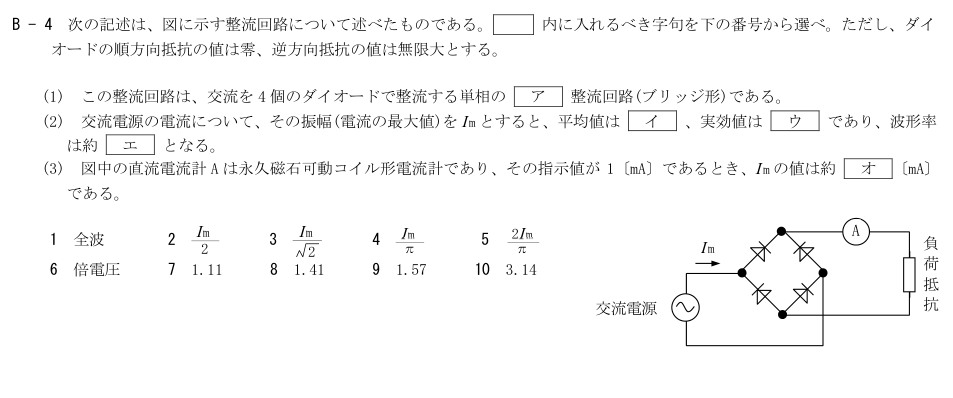 B － 4　次の記述は、図に示す整流回路について述べたものである。　　　内に入れるべき字句を下の番号から選べ。ただし、ダイ
オードの順方向抵抗の値は零、逆方向抵抗の値は無限大とする。
(1)　この整流回路は、交流を4個のダイオードで整流する単相の ア 整流回路(ブリッジ形)である。
(2)　交流電源の電流について、その振幅(電流の最大値)をImとすると、平均値は イ 、実効値は ウ であり、波形率
は約 エ となる。
(3)　図中の直流電流計Aは永久磁石可動コイル形電流計であり、その指示値が 1〔mA〕であるとき、Imの値は約 オ 〔mA〕
である。
1　全波　2　Im/2　3　Im/√2　4　Im/π　5　2Im/π
6　倍電圧　7　1.11　8　1.41　9　1.57　10　3.14
A
Im
負荷抵抗
交流電源